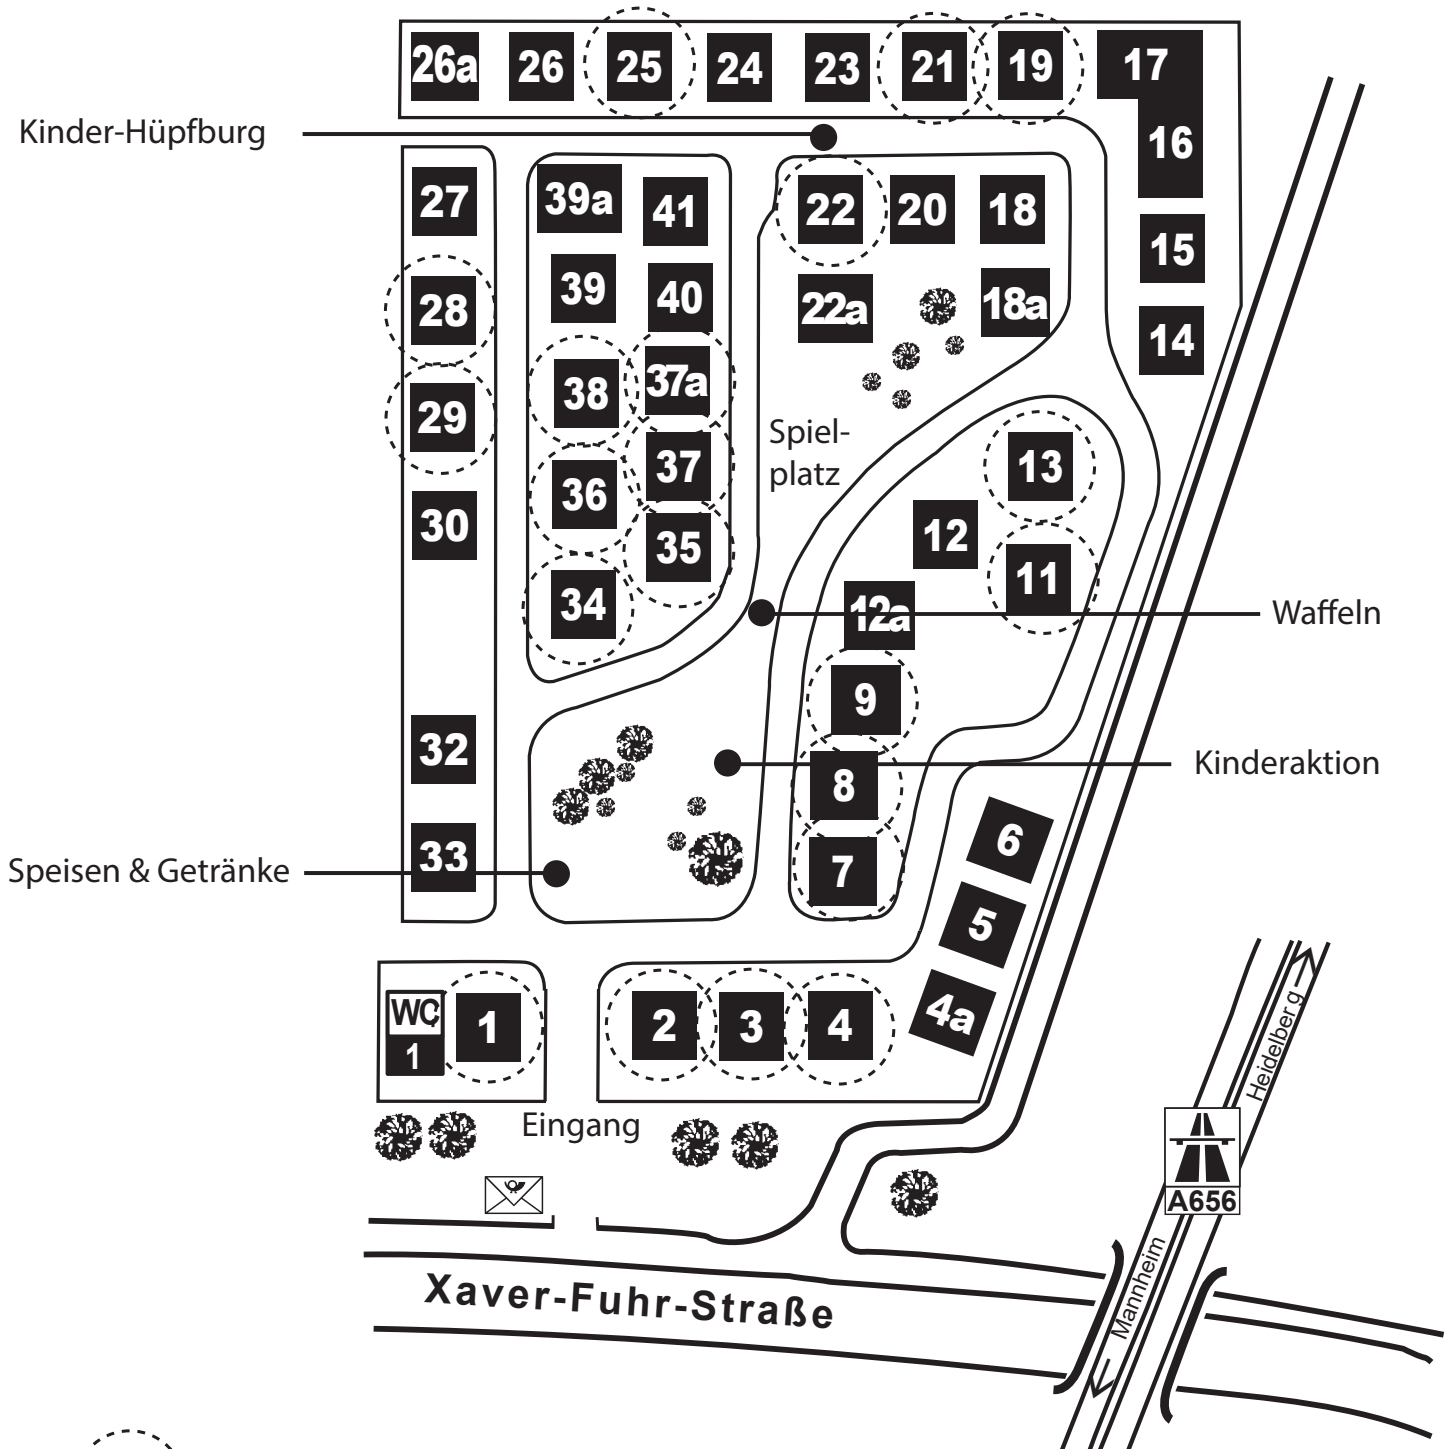 26a 26 25 24 23 21 19 17
Kinder-Hüpfburg
16
27 39a 41 22 20 18
15
28 39 40 22a 18a
14
29 38 37a
Spiel-
platz
36 37 13
30 35 12 11
34 12a Waffeln
9
32 8 Kinderaktion
6
33 7
Speisen & Getränke
5
WC
1
1 2 3 4 4a
Heidelberg
Eingang
A656
Mannheim
Xaver-Fuhr-Straße